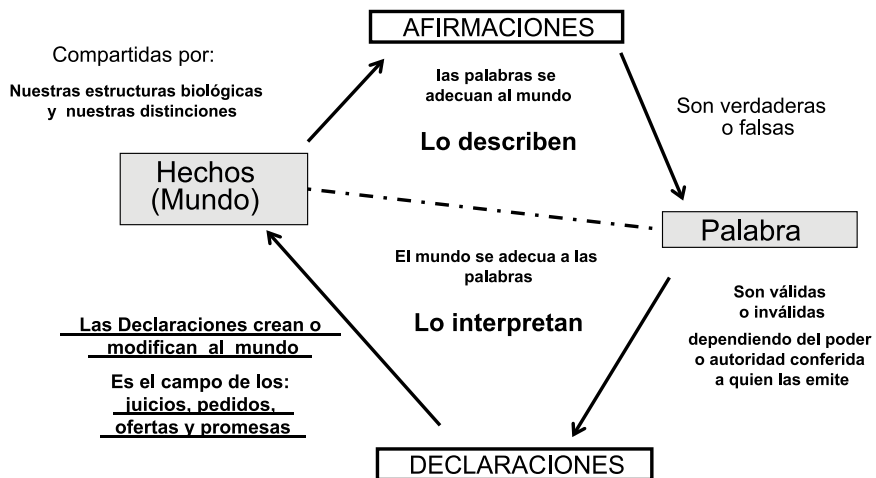 AFIRMACIONES
Compartidas por:
Nuestras estructuras biológicas
y nuestras distinciones
las palabras se
adecuan al mundo
Lo describen
Son verdaderas
o falsas
Hechos
(Mundo)
Palabra
El mundo se adecua a las
palabras
Lo interpretan
Son válidas
o inválidas
dependiendo del poder
o autoridad conferida
a quien las emite
Las Declaraciones crean o
modifican al mundo
Es el campo de los:
juicios, pedidos,
ofertas y promesas
DECLARACIONES